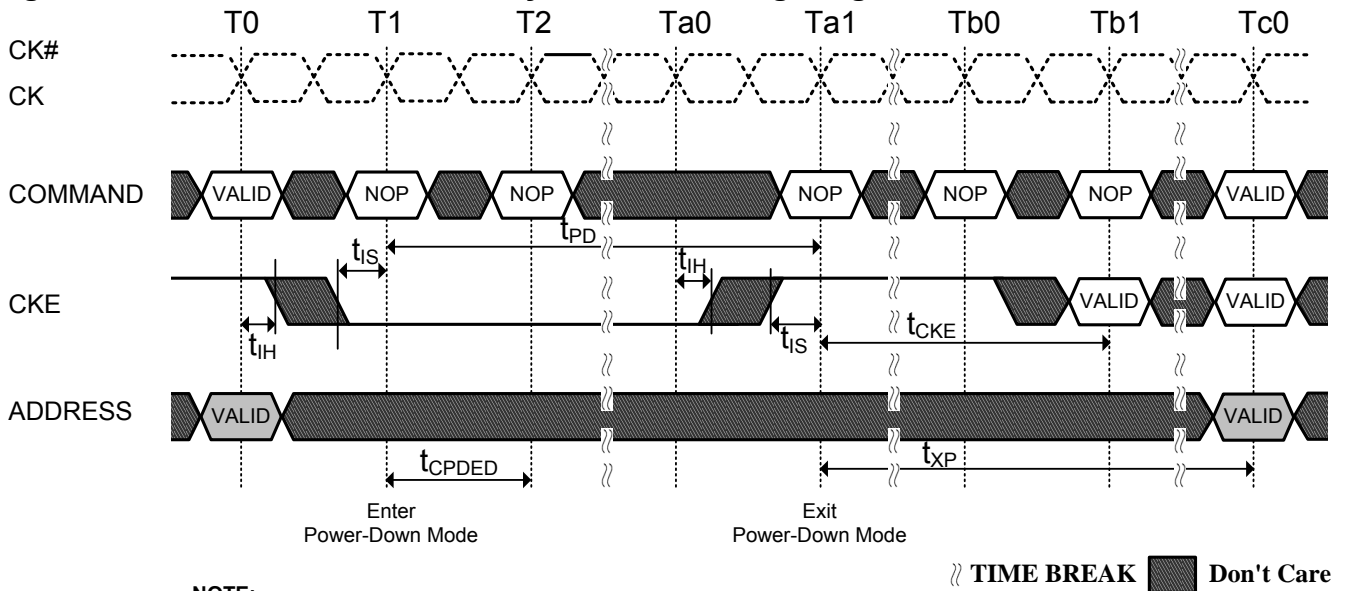 T0 T1 T2 Ta0 Ta1 Tb0 Tb1 Tc0
CK#
CK
COMMAND VALID NOP NOP NOP NOP NOP VALID
tPD
tIS tIH
CKE VALID VALID
tIH tIS tCKE
ADDRESS VALID VALID
tCPDED tXP
Enter
Power-Down Mode
Exit
Power-Down Mode
TIME BREAK Don't Care
NOTE: